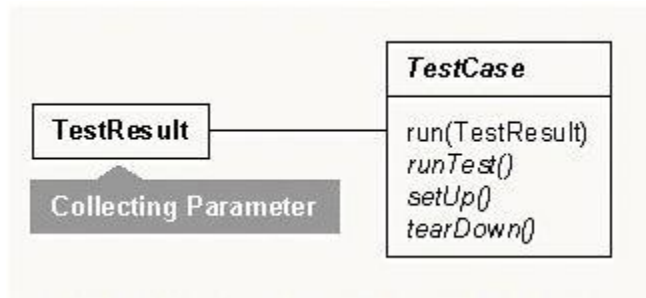 TestCase
TestResult
run(TestResult)
runTest()
setUp()
tearDown()
Collecting Parameter